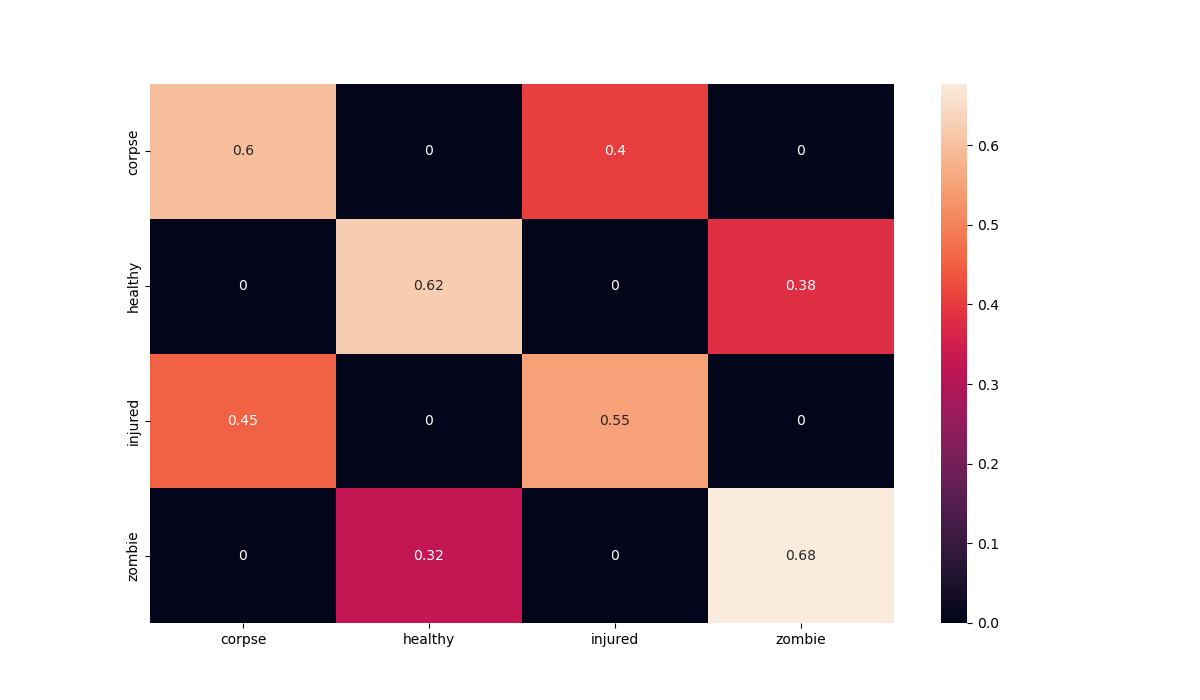 corpse 0.6 0 0.4 0
healthy 0 0.62 0 0.38
injured 0.45 0 0.55 0
zombie 0 0.32 0 0.68
corpse healthy injured zombie
0.6
0.5
0.4
0.3
0.2
0.1
0.0